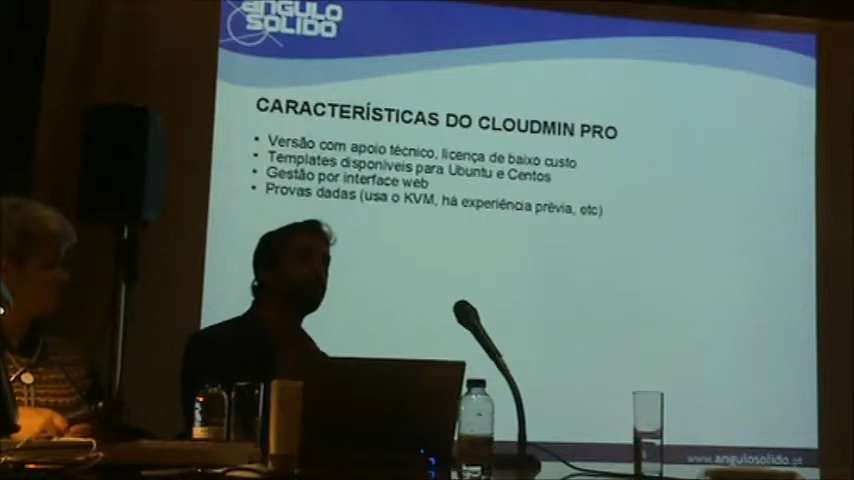 ANGULO
SOLIDO
CARACTERÍSTICAS DO CLOUDMIN PRO
• Versão com apoio técnico, licença de baixo custo
• Templates disponíveis para Ubuntu e Centos
• Gestão por interface web
• Provas dadas (usa o KVM, há experiência prévia, etc)
www.angulosolido.pt